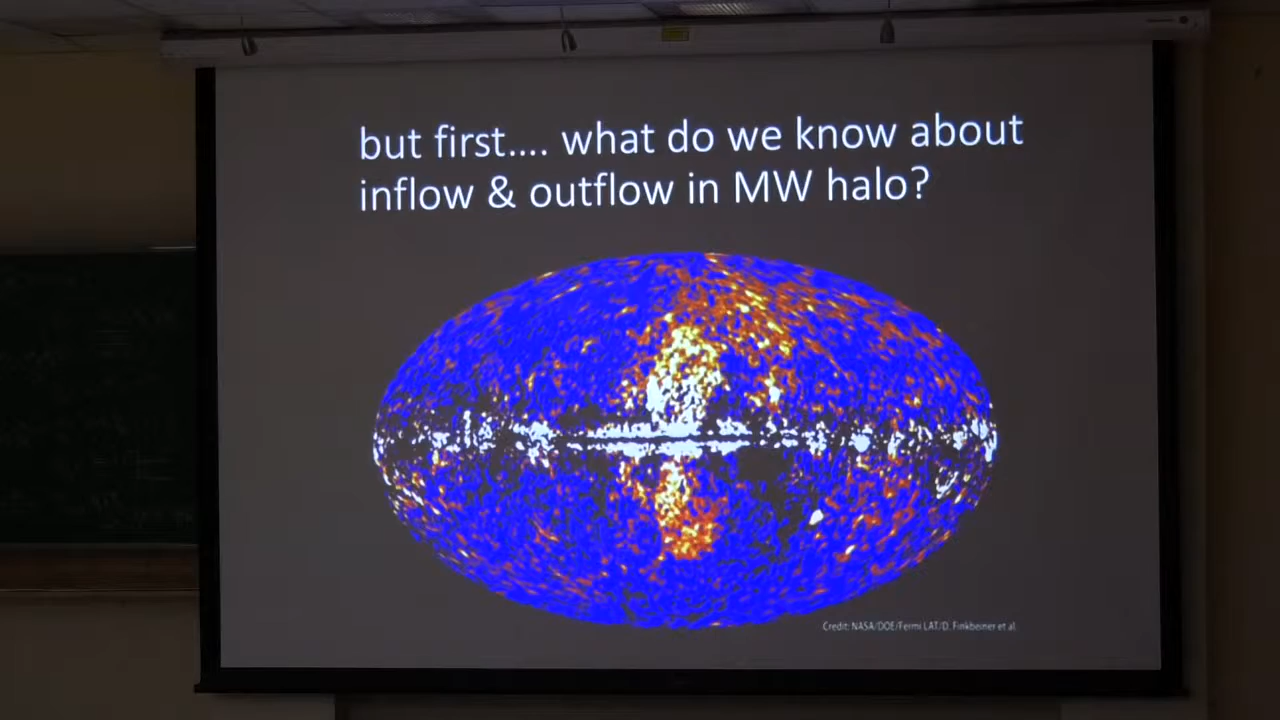 but first.... what do we know about
inflow & outflow in MW halo?
Credit: NASA/DOE/Fermi LAT/D. Finkbeiner et al.